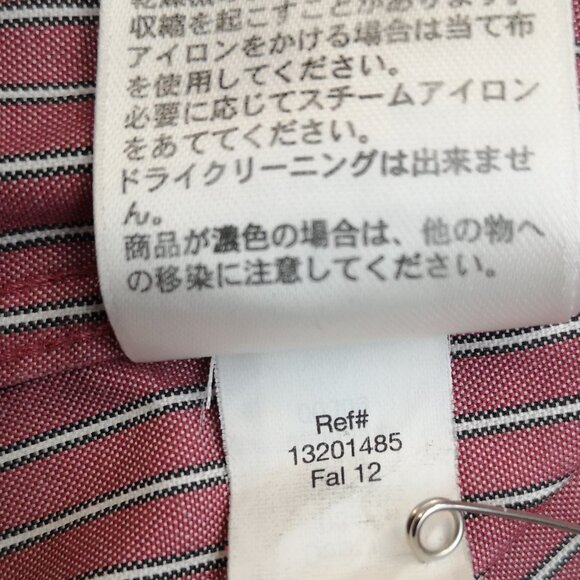 収縮を起こすことがあります。
アイロンをかける場合は当て布
を使用してください。
必要に応じてスチームアイロン
をあててください。
ドライクリーニングは出来ませ
ん。
商品が濃色の場合は、他の物へ
の移染に注意してください。
Ref#
13201485
Fal 12